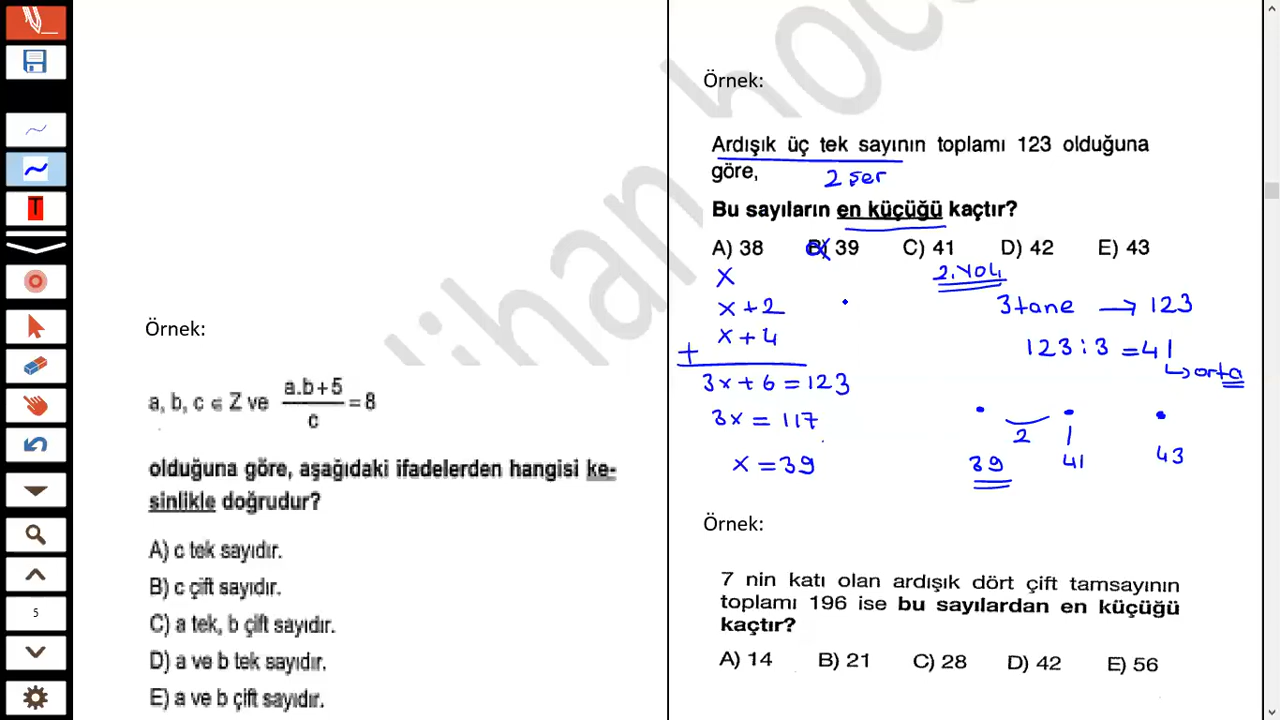 Örnek:
a, b, c ∈ Z ve (a.b+5)/c = 8
olduğuna göre, aşağıdaki ifadelerden hangisi ke-
sinlikle doğrudur?
A) c tek sayıdır.
B) c çift sayıdır.
C) a tek, b çift sayıdır.
D) a ve b tek sayıdır.
E) a ve b çift sayıdır.
Örnek:
Ardışık üç tek sayının toplamı 123 olduğuna
göre,
2 şer
Bu sayıların en küçüğü kaçtır?
A) 38 B) 39 C) 41 D) 42 E) 43
x
x + 2
x + 4
+
3x + 6 = 123
3x = 117
x = 39
2. YOL
3 tane → 123
123 : 3 = 41
↳ orta
2
39 41 43
Örnek:
7 nin katı olan ardışık dört çift tamsayının
toplamı 196 ise bu sayılardan en küçüğü
kaçtır?
A) 14 B) 21 C) 28 D) 42 E) 56
T
5